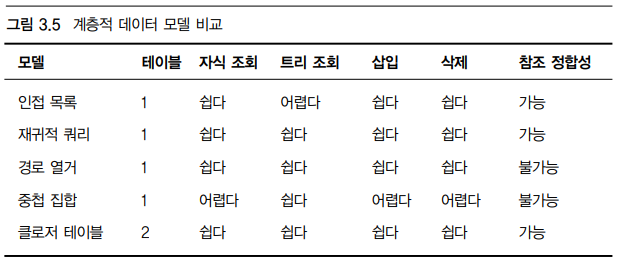 그림 3.5 계층적 데이터 모델 비교
모델 테이블 자식 조회 트리 조회 삽입 삭제 참조 정합성
인접 목록 1 쉽다 어렵다 쉽다 쉽다 가능
재귀적 쿼리 1 쉽다 쉽다 쉽다 쉽다 가능
경로 열거 1 쉽다 쉽다 쉽다 쉽다 불가능
중첩 집합 1 어렵다 쉽다 어렵다 어렵다 불가능
클로저 테이블 2 쉽다 쉽다 쉽다 쉽다 가능